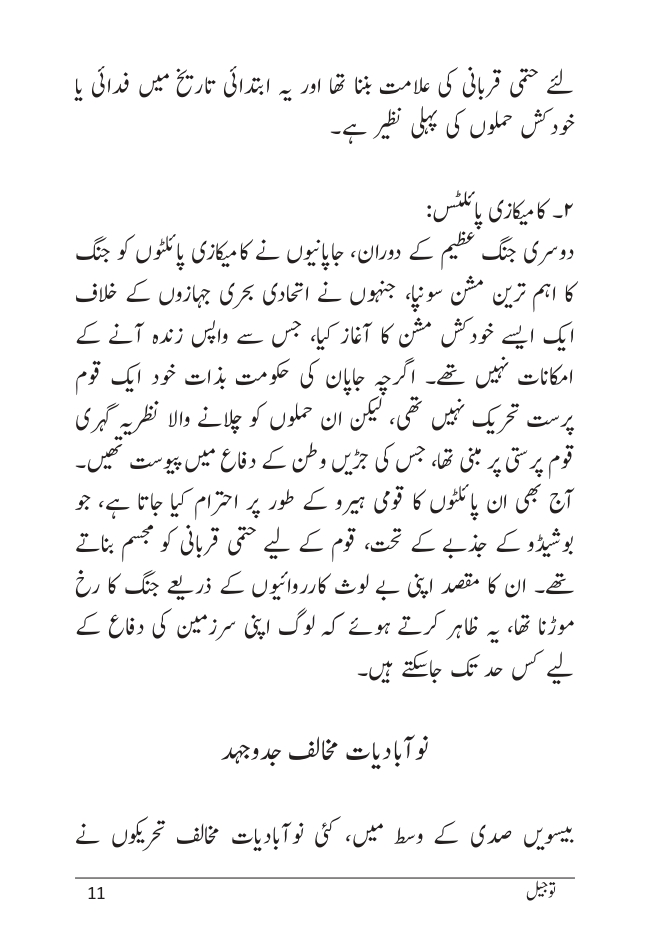 لئے حتمی قربانی کی علامت بننا تھا اور یہ ابتدائی تاریخ میں فدائی یا
خودکش حملوں کی پہلی نظیر ہے۔
۲۔ کامیکازی پائلٹس:
دوسری جنگ عظیم کے دوران، جاپانیوں نے کامیکازی پائلٹوں کو جنگ
کا اہم ترین مشن سونپا، جنہوں نے اتحادی بحری جہازوں کے خلاف
ایک ایسے خودکش مشن کا آغاز کیا، جس سے واپس زندہ آنے کے
امکانات نہیں تھے۔ اگرچہ جاپان کی حکومت بذات خود ایک قوم
پرست تحریک نہیں تھی، لیکن ان حملوں کو چلانے والا نظریہ گہری
قوم پرستی پر مبنی تھا، جس کی جڑیں وطن کے دفاع میں پیوست تھیں۔
آج بھی ان پائلٹوں کا قومی ہیرو کے طور پر احترام کیا جاتا ہے، جو
بوشیڈو کے جذبے کے تحت، قوم کے لیے حتمی قربانی کو مجسم بناتے
تھے۔ ان کا مقصد اپنی بے لوث کارروائیوں کے ذریعے جنگ کا رخ
موڑنا تھا، یہ ظاہر کرتے ہوئے کہ لوگ اپنی سرزمین کی دفاع کے
لیے کس حد تک جاسکتے ہیں۔
نوآبادیات مخالف جدوجہد
بیسویں صدی کے وسط میں، کئی نوآبادیات مخالف تحریکوں نے
توجیل
11